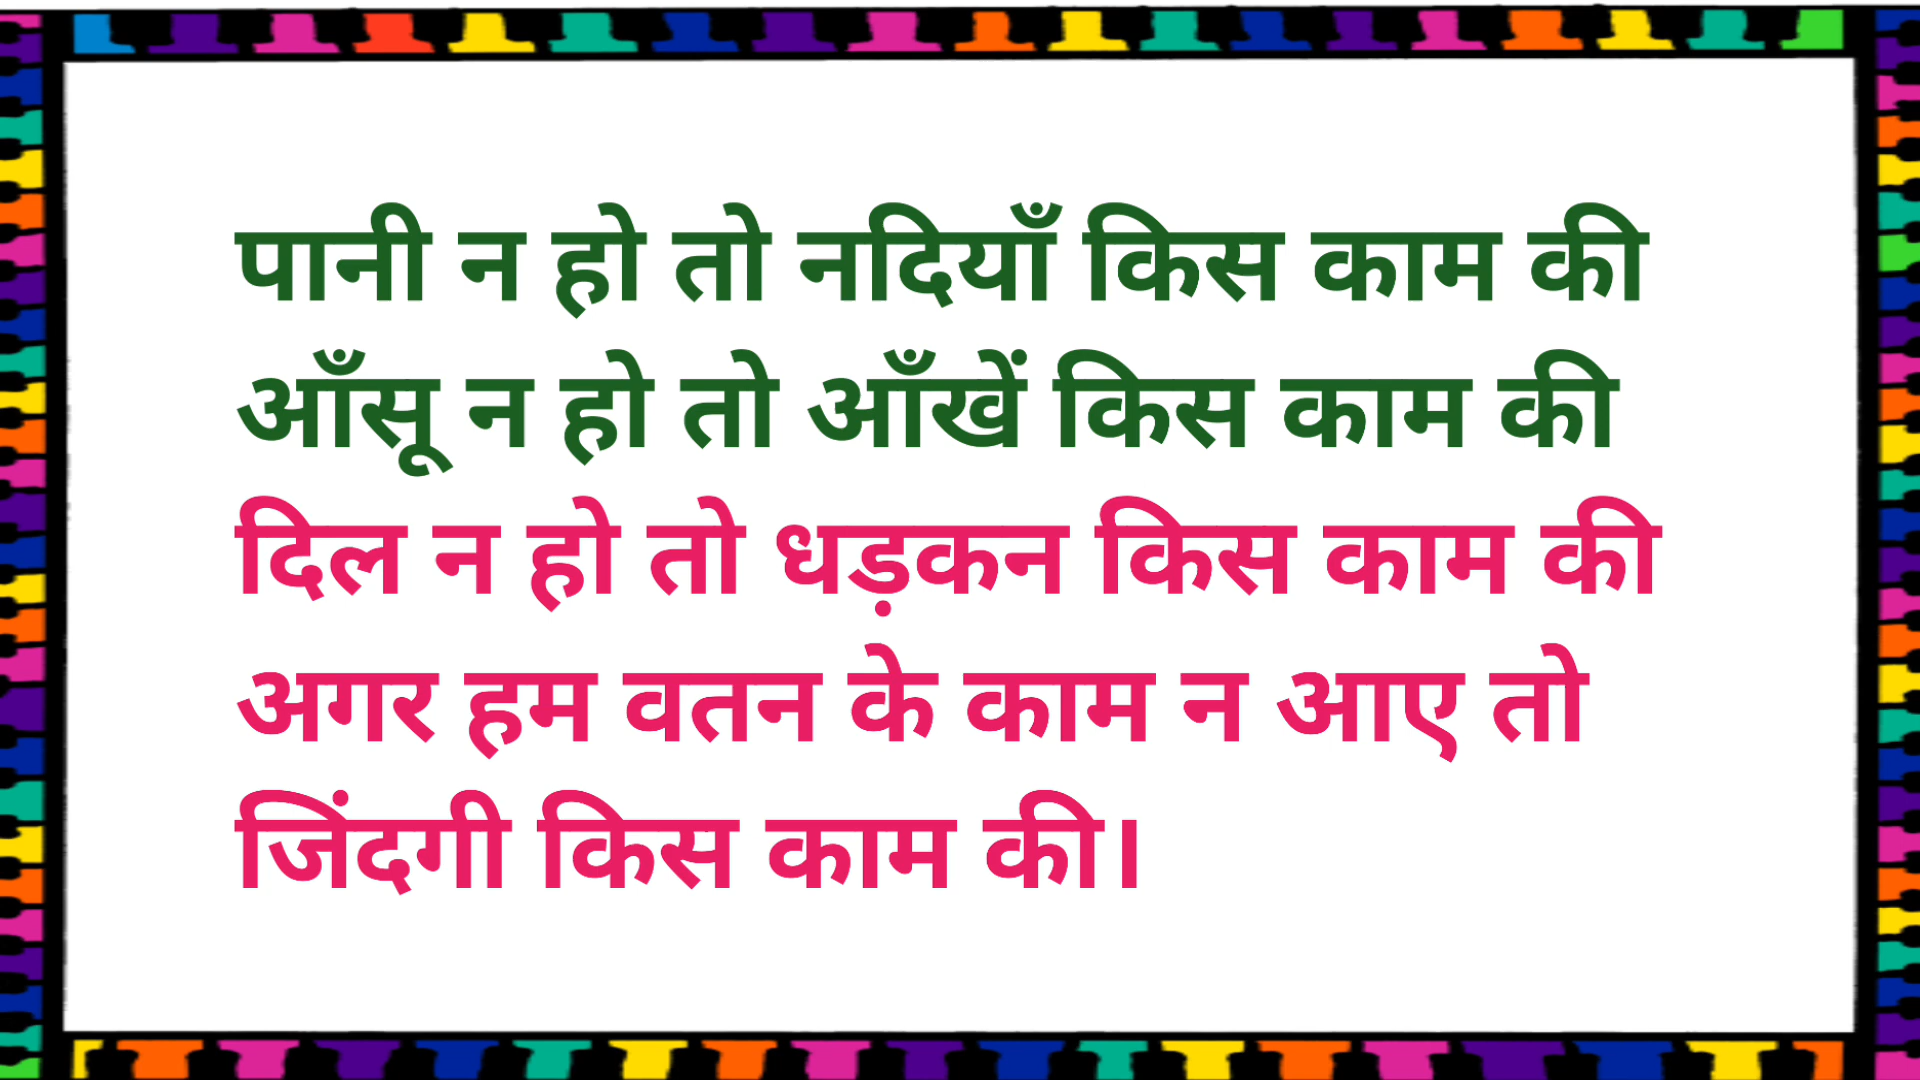 पानी न हो तो नदियाँ किस काम की
आँसू न हो तो आँखें किस काम की
दिल न हो तो धड़कन किस काम की
अगर हम वतन के काम न आए तो
जिंदगी किस काम की।